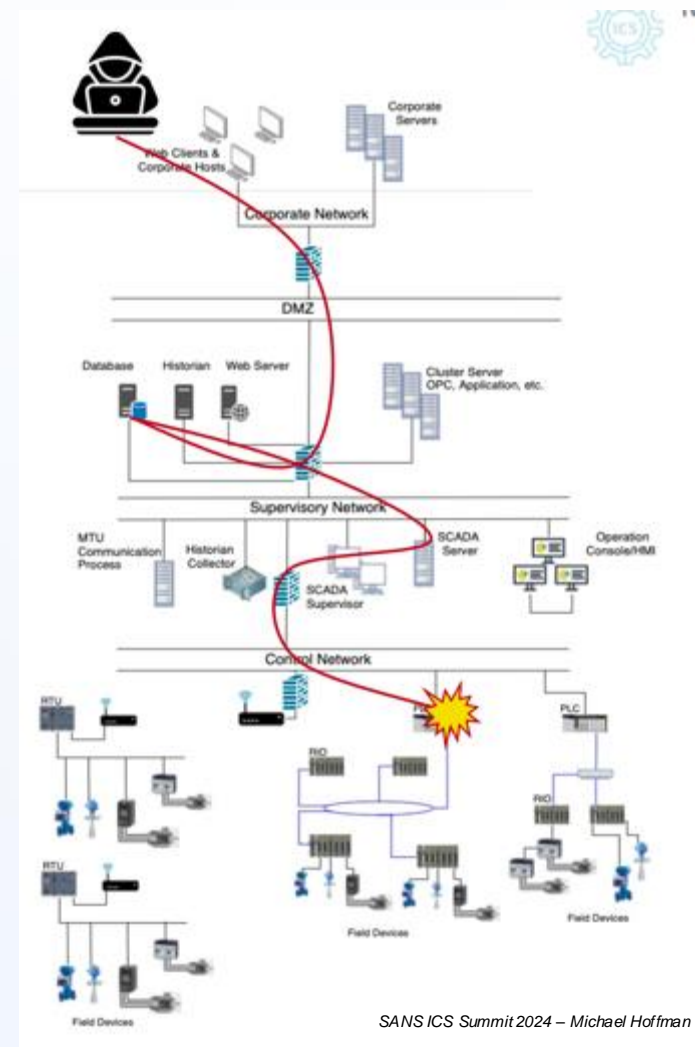 ICS
Corporate
Servers
Web Clients &
Corporate Hosts
Corporate Network
DMZ
Database
Historian
Web Server
Cluster Server
OPC, Application, etc.
Supervisory Network
MTU
Communication
Process
Historian
Collector
SCADA
Supervisor
SCADA
Server
Operation
Console/HMI
Control Network
RTU
PLC
RIO
RIO
RTU
Field Devices
Field Devices
Field Devices
SANS ICS Summit 2024 – Michael Hoffman